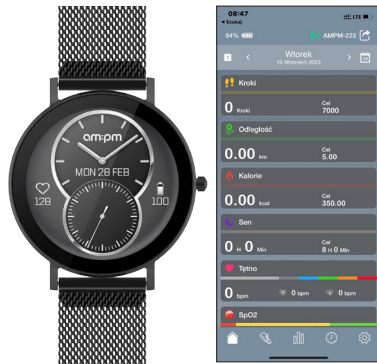 am:pm
MON 28 FEB
128
100
08:47
LTE
◂ Szukaj
94%
AMPM-223
Wtorek
19 Wrzesień 2023
Kroki
0 Kroki
Cel
7000
Odległość
0.00 km
Cel
5.00
Kalorie
0.00 kcal
Cel
350.00
Sen
0 H 0 Min
Cel
8 H 0 Min
Tętno
0 bpm
0 bpm
0 bpm
SpO2